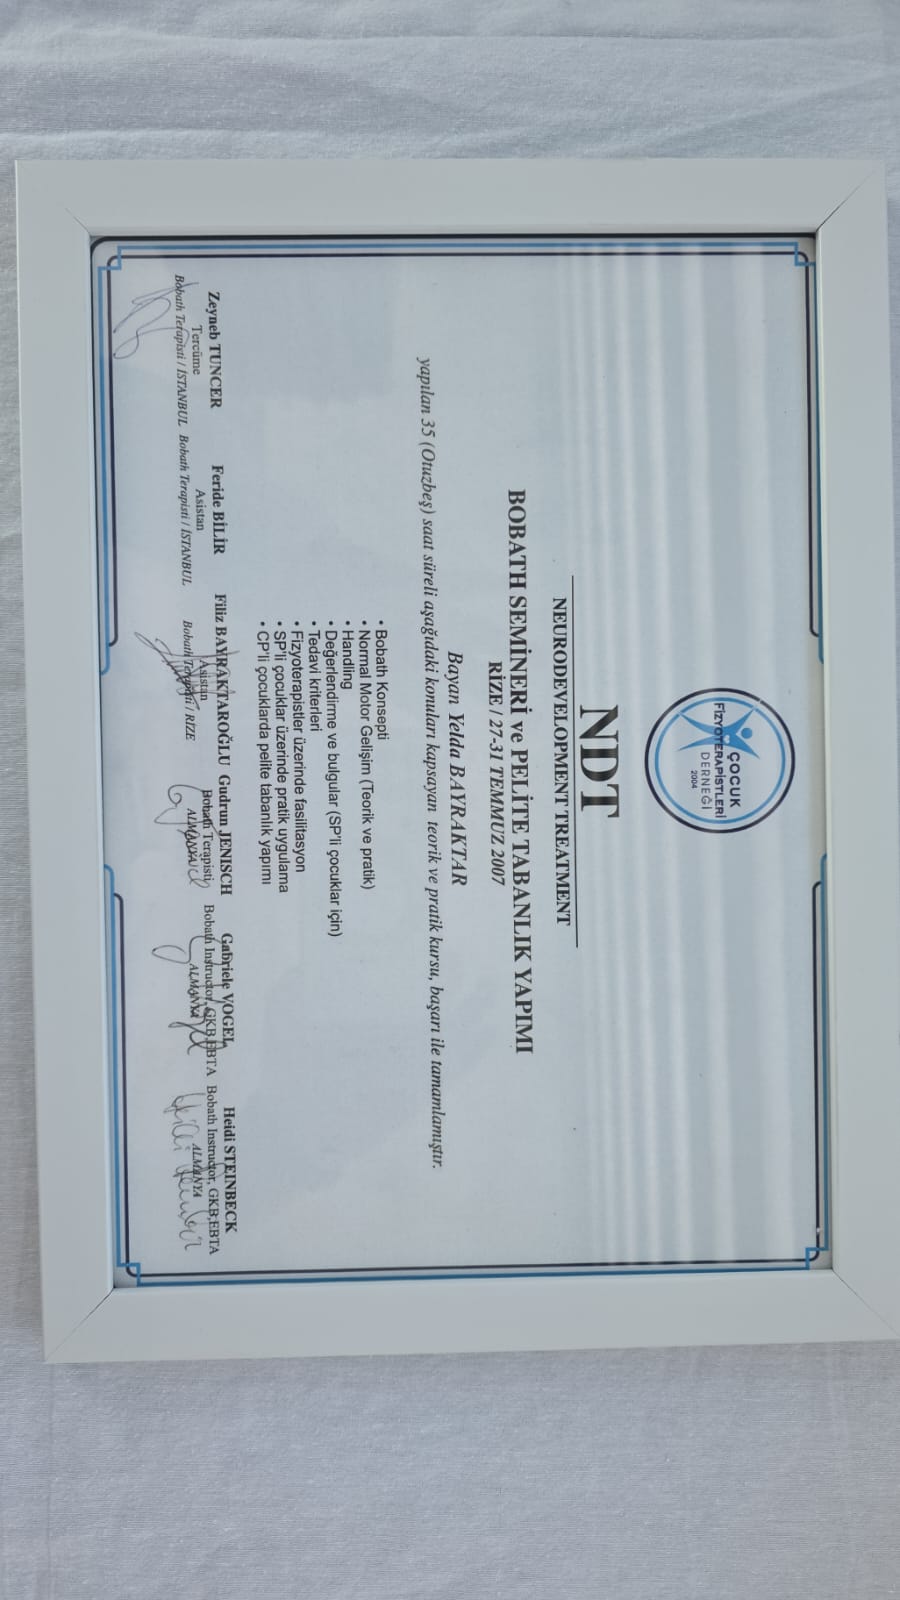 ÇOCUK
FİZYOTERAPİSTLERİ
DERNEĞİ
2004
NDT
NEURODEVELOPMENT TREATMENT
BOBATH SEMİNERİ ve PELİTE TABANLIK YAPIMI
RİZE / 27-31 TEMMUZ 2007
Bayan Yelda BAYRAKTAR
yapılan 35 (Otuzbeş) saat süreli aşağıdaki konuları kapsayan teorik ve pratik kursu, başarı ile tamamlamıştır.
• Bobath Konsepti
• Normal Motor Gelişim (Teorik ve pratik)
• Handling
• Değerlendirme ve bulgular (SP'li çocuklar için)
• Tedavi kriterleri
• Fizyoterapistler üzerinde fasilitasyon
• SP'li çocuklar üzerinde pratik uygulama
• CP'li çocuklarda pelite tabanlık yapımı
Zeyneb TUNCER
Tercüme
Bobath Terapisti / İSTANBUL
Feride BİLİR
Asistan
Bobath Terapisti / İSTANBUL
Filiz BAYRAKTAROĞLU
Asistan
Bobath Terapisti / RİZE
Gudrun JENISCH
Bobath Terapisti
ALMANYA
Gabriele VOGEL
Bobath Instructor, GKB,EBTA
ALMANYA
Heidi STEINBECK
Bobath Instructor, GKB;EBTA
ALMANYA